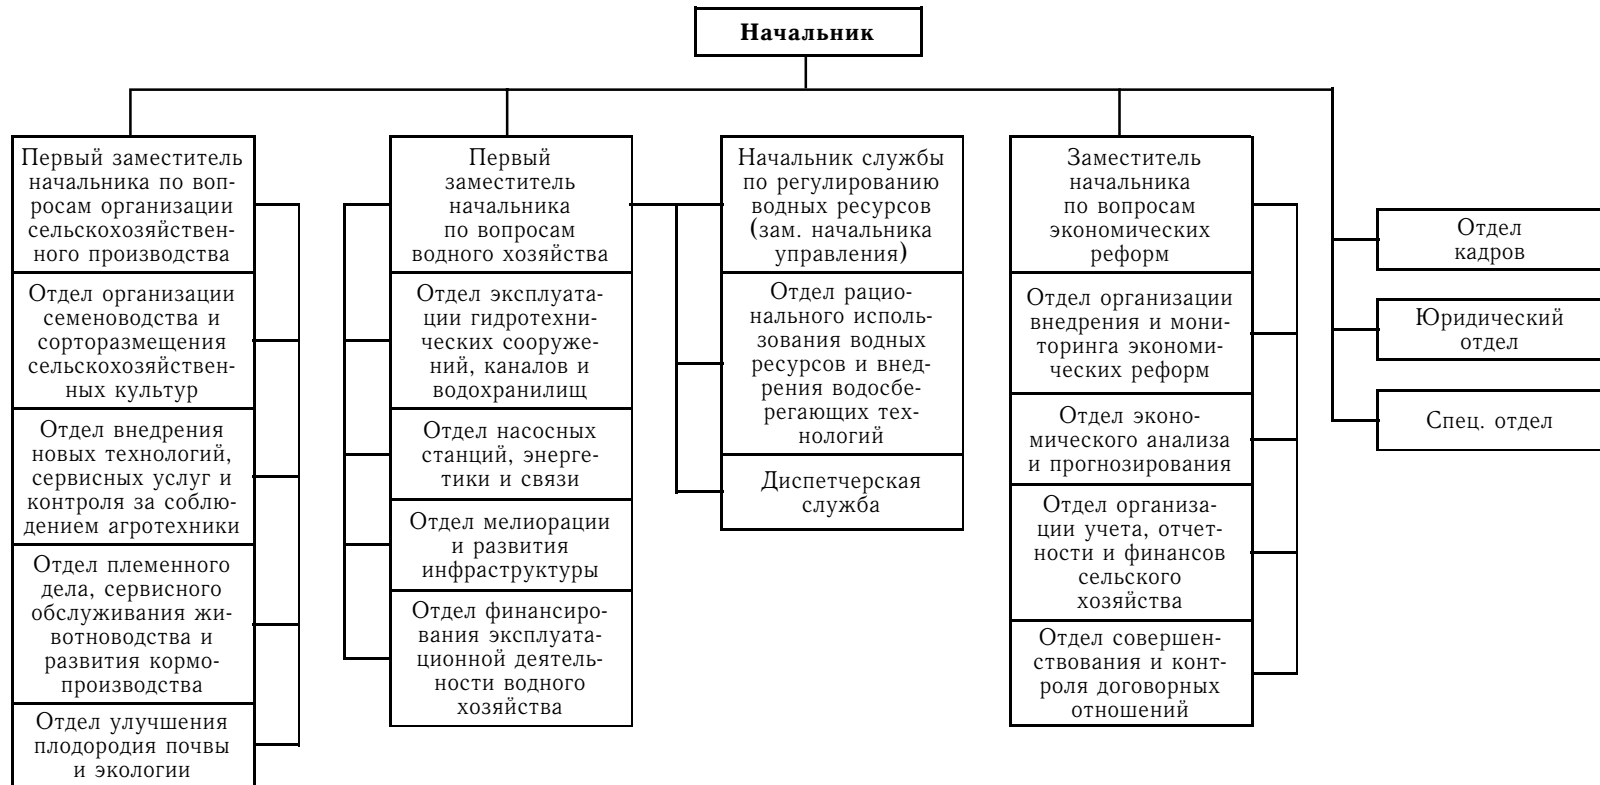 Начальник
Первый заместитель
начальника по воп-
росам организации
сельскохозяйствен-
ного производства
Отдел организации
семеноводства и
сорторазмещения
сельскохозяйствен-
ных культур
Отдел внедрения
новых технологий,
сервисных услуг и
контроля за соблю-
дением агротехники
Отдел племенного
дела, сервисного
обслуживания жи-
вотноводства и
развития кормо-
производства
Отдел улучшения
плодородия почвы
и экологии
Первый
заместитель
начальника
по вопросам
водного хозяйства
Отдел эксплуата-
ции гидротехни-
ческих сооруже-
ний, каналов и
водохранилищ
Отдел насосных
станций, энерге-
тики и связи
Отдел мелиорации
и развития
инфраструктуры
Отдел финансиро-
вания эксплуата-
ционной деятель-
ности водного
хозяйства
Начальник службы
по регулированию
водных ресурсов
(зам. начальника
управления)
Отдел рацио-
нального исполь-
зования водных
ресурсов и внед-
рения водосбе-
регающих тех-
нологий
Диспетчерская
служба
Заместитель
начальника
по вопросам
экономических
реформ
Отдел организации
внедрения и мони-
торинга экономи-
ческих реформ
Отдел эконо-
мического анализа
и прогнозирования
Отдел организа-
ции учета, отчет-
ности и финансов
сельского
хозяйства
Отдел совершен-
ствования и конт-
роля договорных
отношений
Отдел
кадров
Юридический
отдел
Спец. отдел